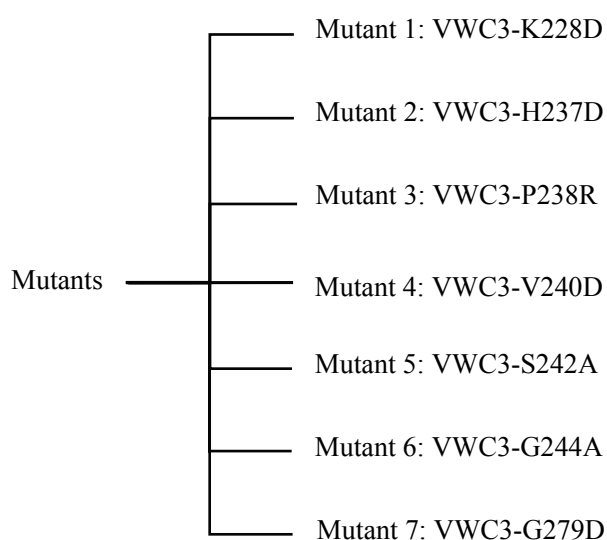 Mutant 1: VWC3-K228D
Mutant 2: VWC3-H237D
Mutant 3: VWC3-P238R
Mutants
Mutant 4: VWC3-V240D
Mutant 5: VWC3-S242A
Mutant 6: VWC3-G244A
Mutant 7: VWC3-G279D